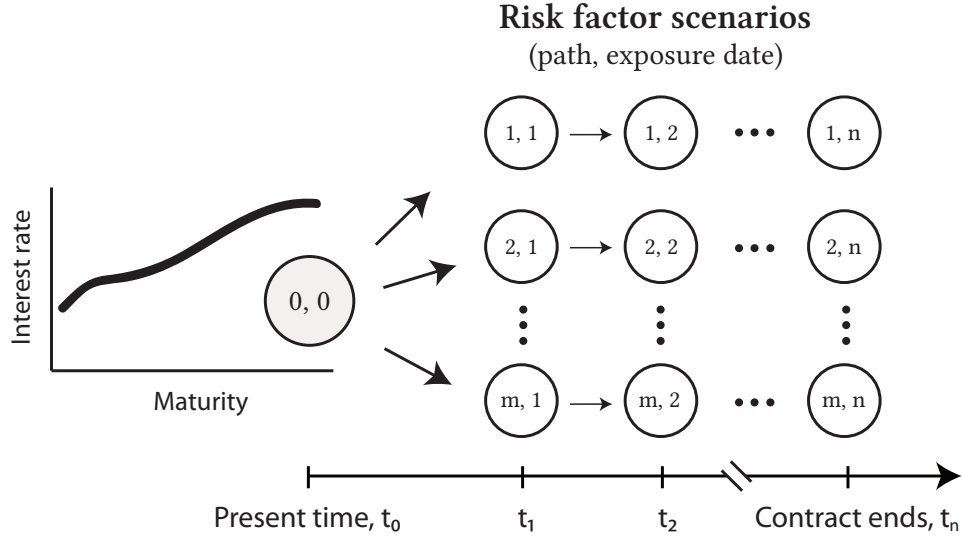 Risk factor scenarios
(path, exposure date)
1, 1
1, 2
1, n
Interest rate
0, 0
2, 1
2, 2
2, n
m, 1
m, 2
m, n
Maturity
Present time, t₀
t₁
t₂
Contract ends, tₙ